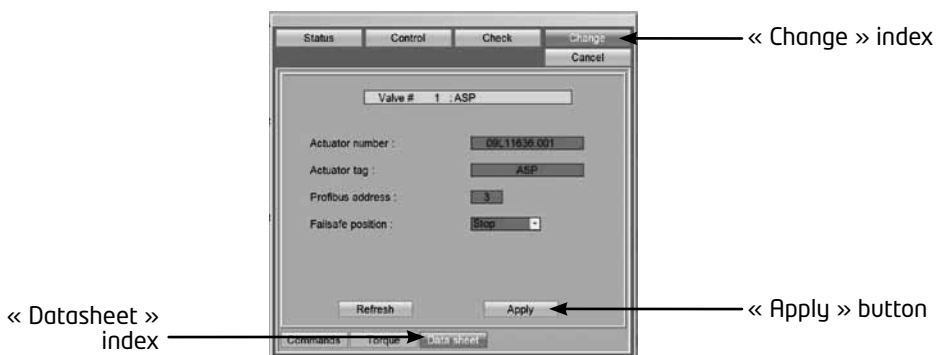 Status Control Check Change
« Change » index
Cancel
Valve # 1 : ASP
Actuator number : 09L11636.001
Actuator tag : ASP
Profibus address : 3
Failsafe position : Stop
Refresh Apply
« Apply » button
« Datasheet »
index
Commands Torque Data sheet